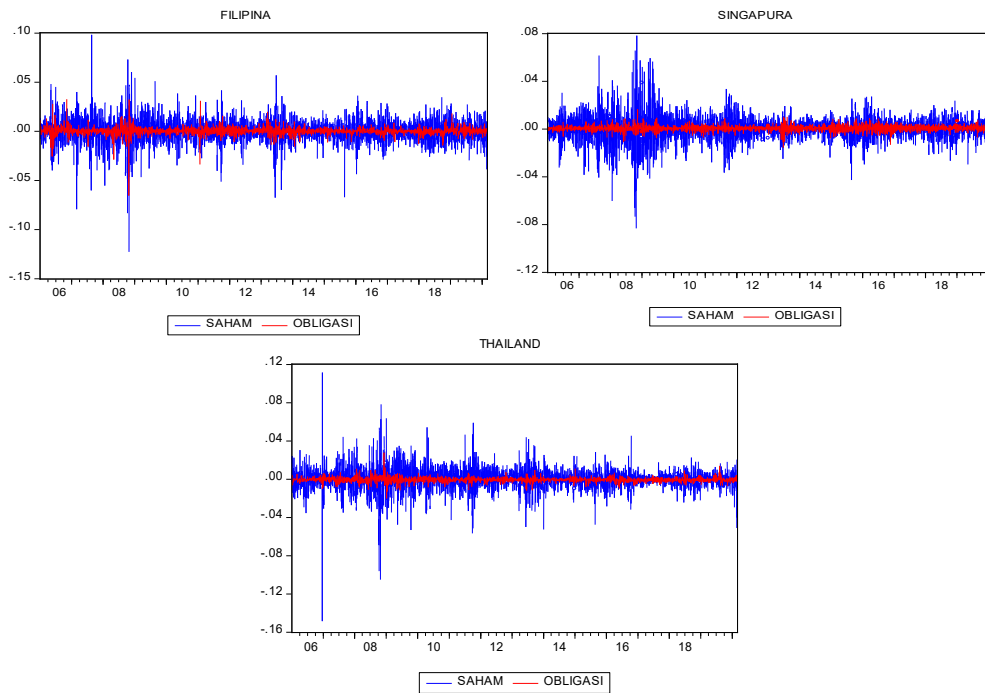 FILIPINA
.10
.05
.00
-.05
-.10
-.15
06 08 10 12 14 16 18
SAHAM OBLIGASI
SINGAPURA
.08
.04
.00
-.04
-.08
-.12
06 08 10 12 14 16 18
SAHAM OBLIGASI
THAILAND
.12
.08
.04
.00
-.04
-.08
-.12
-.16
06 08 10 12 14 16 18
SAHAM OBLIGASI